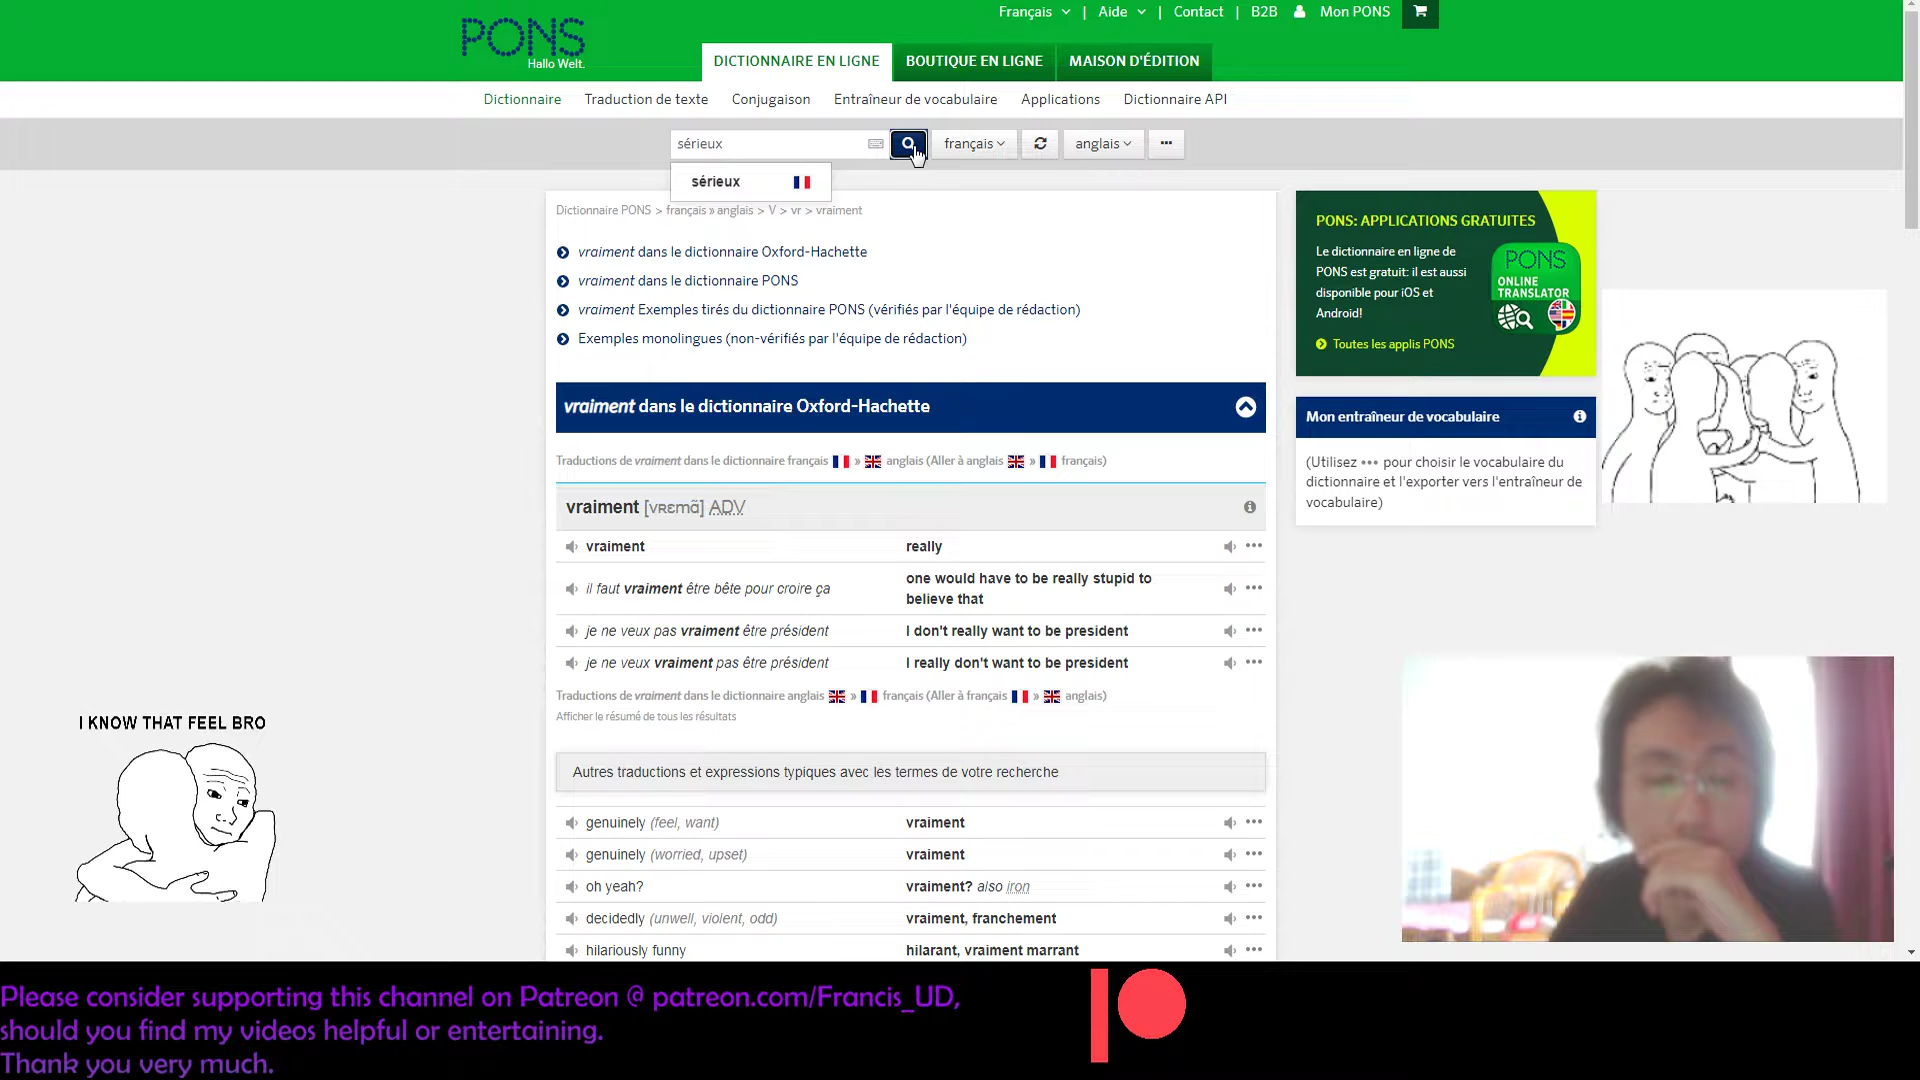 Français | Aide | Contact | B2B Mon PONS
PONS
Hallo Welt.
DICTIONNAIRE EN LIGNE BOUTIQUE EN LIGNE MAISON D'ÉDITION
Dictionnaire Traduction de texte Conjugaison Entraîneur de vocabulaire Applications Dictionnaire API
sérieux français anglais
sérieux
Dictionnaire PONS > français » anglais > V > vr > vraiment
vraiment dans le dictionnaire Oxford-Hachette
vraiment dans le dictionnaire PONS
vraiment Exemples tirés du dictionnaire PONS (vérifiés par l'équipe de rédaction)
Exemples monolingues (non-vérifiés par l'équipe de rédaction)
vraiment dans le dictionnaire Oxford-Hachette
Traductions de vraiment dans le dictionnaire français » anglais (Aller à anglais » français)
vraiment [vʀɛmɑ̃] ADV
vraiment really
il faut vraiment être bête pour croire ça one would have to be really stupid to
believe that
je ne veux pas vraiment être président I don't really want to be president
je ne veux vraiment pas être président I really don't want to be president
Traductions de vraiment dans le dictionnaire anglais » français (Aller à français » anglais)
Afficher le résumé de tous les résultats
Autres traductions et expressions typiques avec les termes de votre recherche
genuinely (feel, want) vraiment
genuinely (worried, upset) vraiment
oh yeah? vraiment? also iron
decidedly (unwell, violent, odd) vraiment, franchement
hilariously funny hilarant, vraiment marrant
PONS: APPLICATIONS GRATUITES
Le dictionnaire en ligne de
PONS est gratuit: il est aussi
disponible pour iOS et
Android!
Toutes les applis PONS
PONS
ONLINE
TRANSLATOR
Mon entraîneur de vocabulaire
(Utilisez ••• pour choisir le vocabulaire du
dictionnaire et l'exporter vers l'entraîneur de
vocabulaire)
I KNOW THAT FEEL BRO
Please consider supporting this channel on Patreon @ patreon.com/Francis_UD,
should you find my videos helpful or entertaining.
Thank you very much.